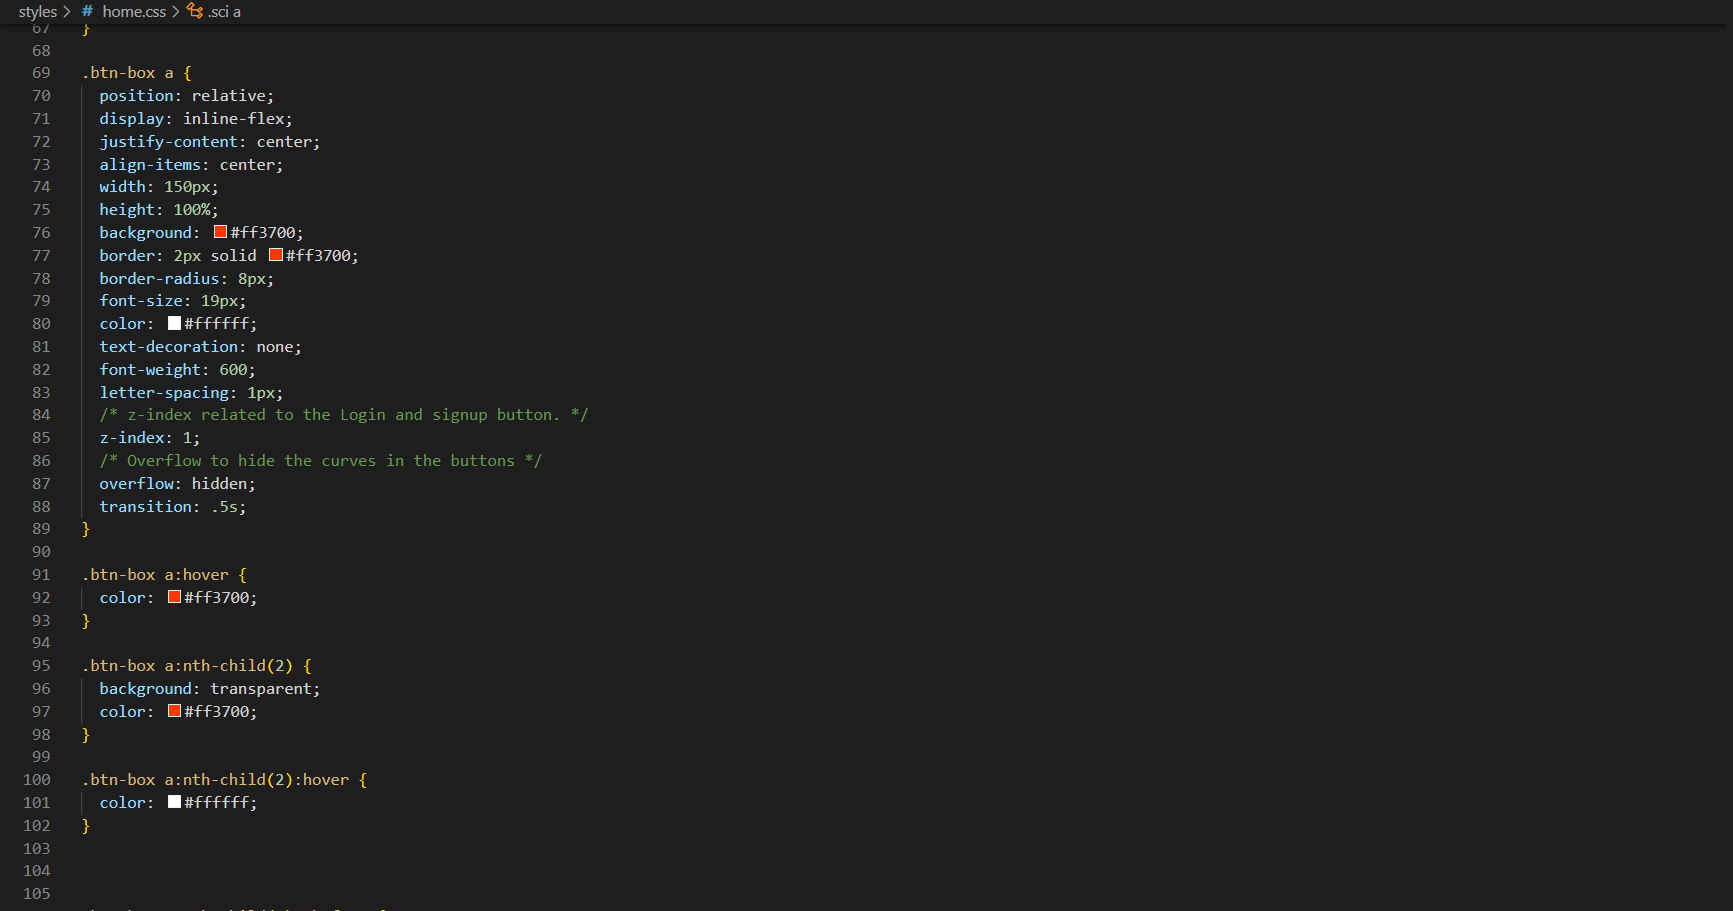 styles > # home.css > .sci a
67 }
68
69 .btn-box a {
70 position: relative;
71 display: inline-flex;
72 justify-content: center;
73 align-items: center;
74 width: 150px;
75 height: 100%;
76 background: #ff3700;
77 border: 2px solid #ff3700;
78 border-radius: 8px;
79 font-size: 19px;
80 color: #ffffff;
81 text-decoration: none;
82 font-weight: 600;
83 letter-spacing: 1px;
84 /* z-index related to the Login and signup button. */
85 z-index: 1;
86 /* Overflow to hide the curves in the buttons */
87 overflow: hidden;
88 transition: .5s;
89 }
90
91 .btn-box a:hover {
92 color: #ff3700;
93 }
94
95 .btn-box a:nth-child(2) {
96 background: transparent;
97 color: #ff3700;
98 }
99
100 .btn-box a:nth-child(2):hover {
101 color: #ffffff;
102 }
103
104
105